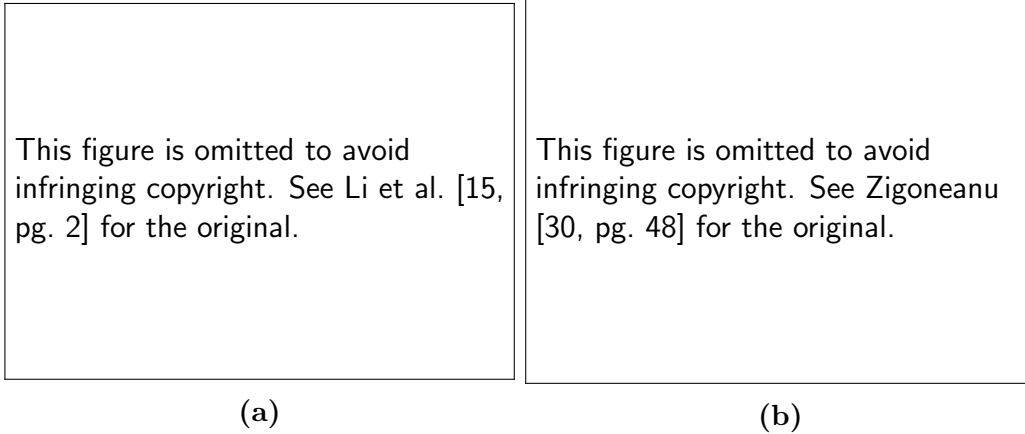 This figure is omitted to avoid
infringing copyright. See Li et al. [15,
pg. 2] for the original.
(a)
This figure is omitted to avoid
infringing copyright. See Zigoneanu
[30, pg. 48] for the original.
(b)